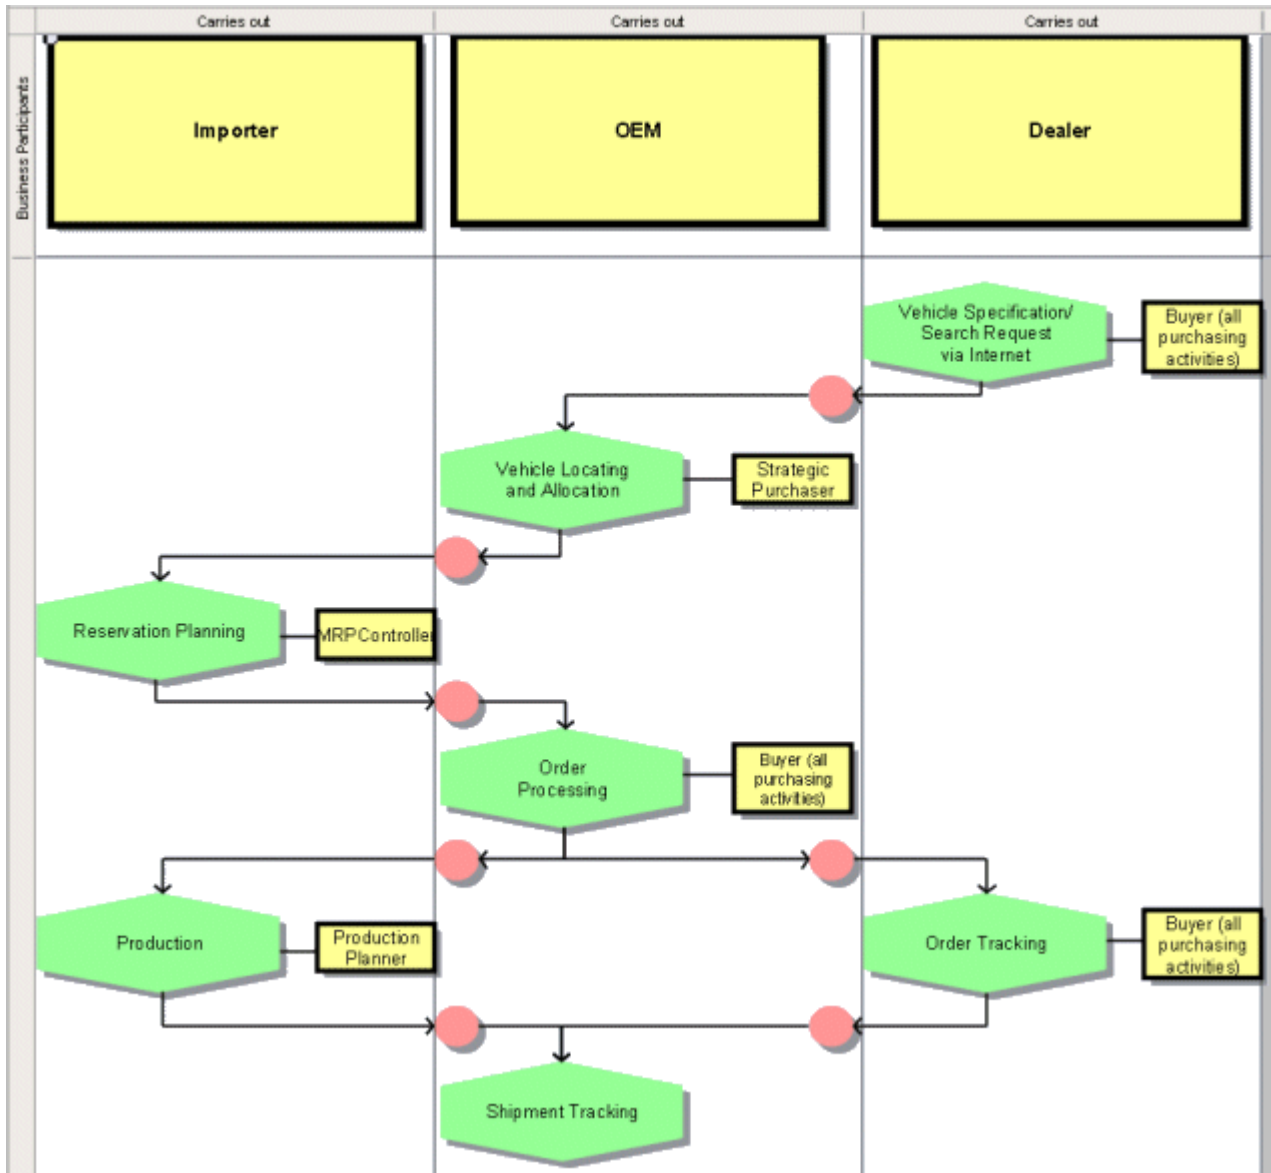 Carries out
Carries out
Carries out
Business Participants
Importer
OEM
Dealer
Vehicle Specification/
Search Request
via Internet
Buyer (all
purchasing
activities)
Vehicle Locating
and Allocation
Strategic
Purchaser
Reservation Planning
MRPController
Order
Processing
Buyer (all
purchasing
activities)
Production
Production
Planner
Order Tracking
Buyer (all
purchasing
activities)
Shipment Tracking